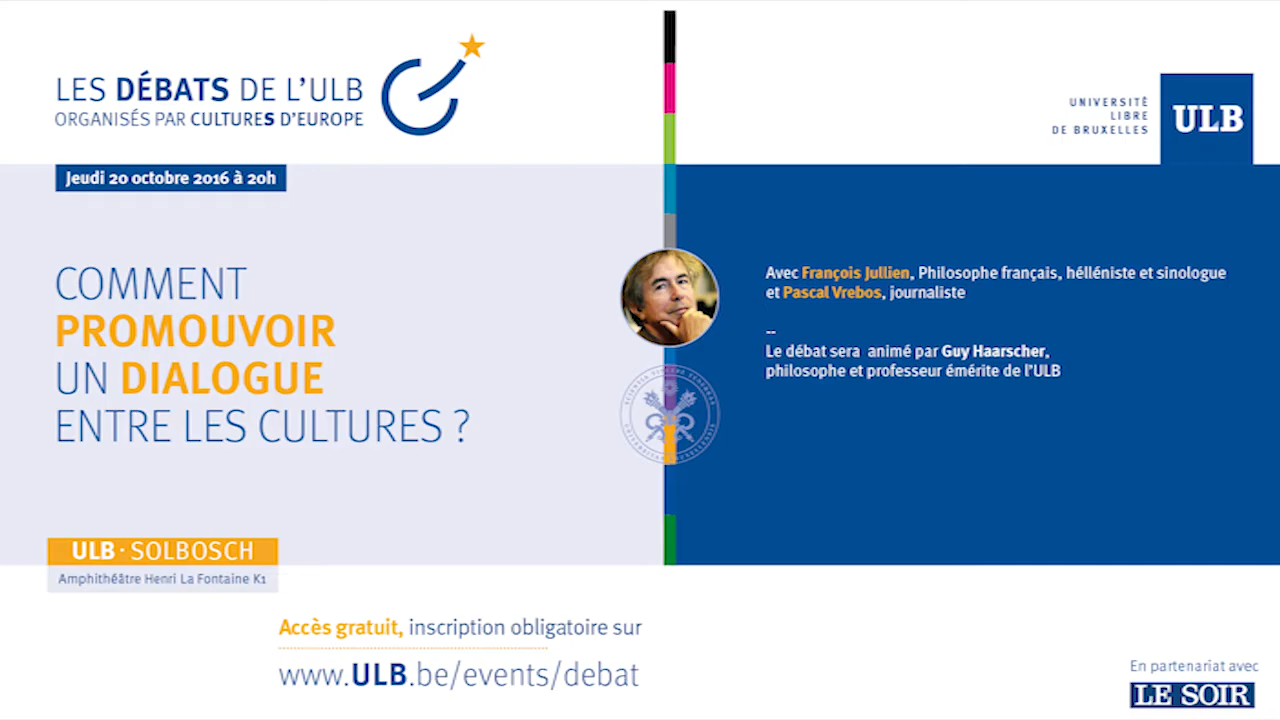 LES DÉBATS DE L'ULB
ORGANISÉS PAR CULTURES D'EUROPE
UNIVERSITÉ
LIBRE
DE BRUXELLES
ULB
Jeudi 20 octobre 2016 à 20h
COMMENT
PROMOUVOIR
UN DIALOGUE
ENTRE LES CULTURES ?
Avec François Jullien, Philosophe français, hélléniste et sinologue
et Pascal Vrebos, journaliste
--
Le débat sera animé par Guy Haarscher,
philosophe et professeur émérite de l'ULB
ULB · SOLBOSCH
Amphithéâtre Henri La Fontaine K1
Accès gratuit, inscription obligatoire sur
www.ULB.be/events/debat
En partenariat avec
LE SOIR